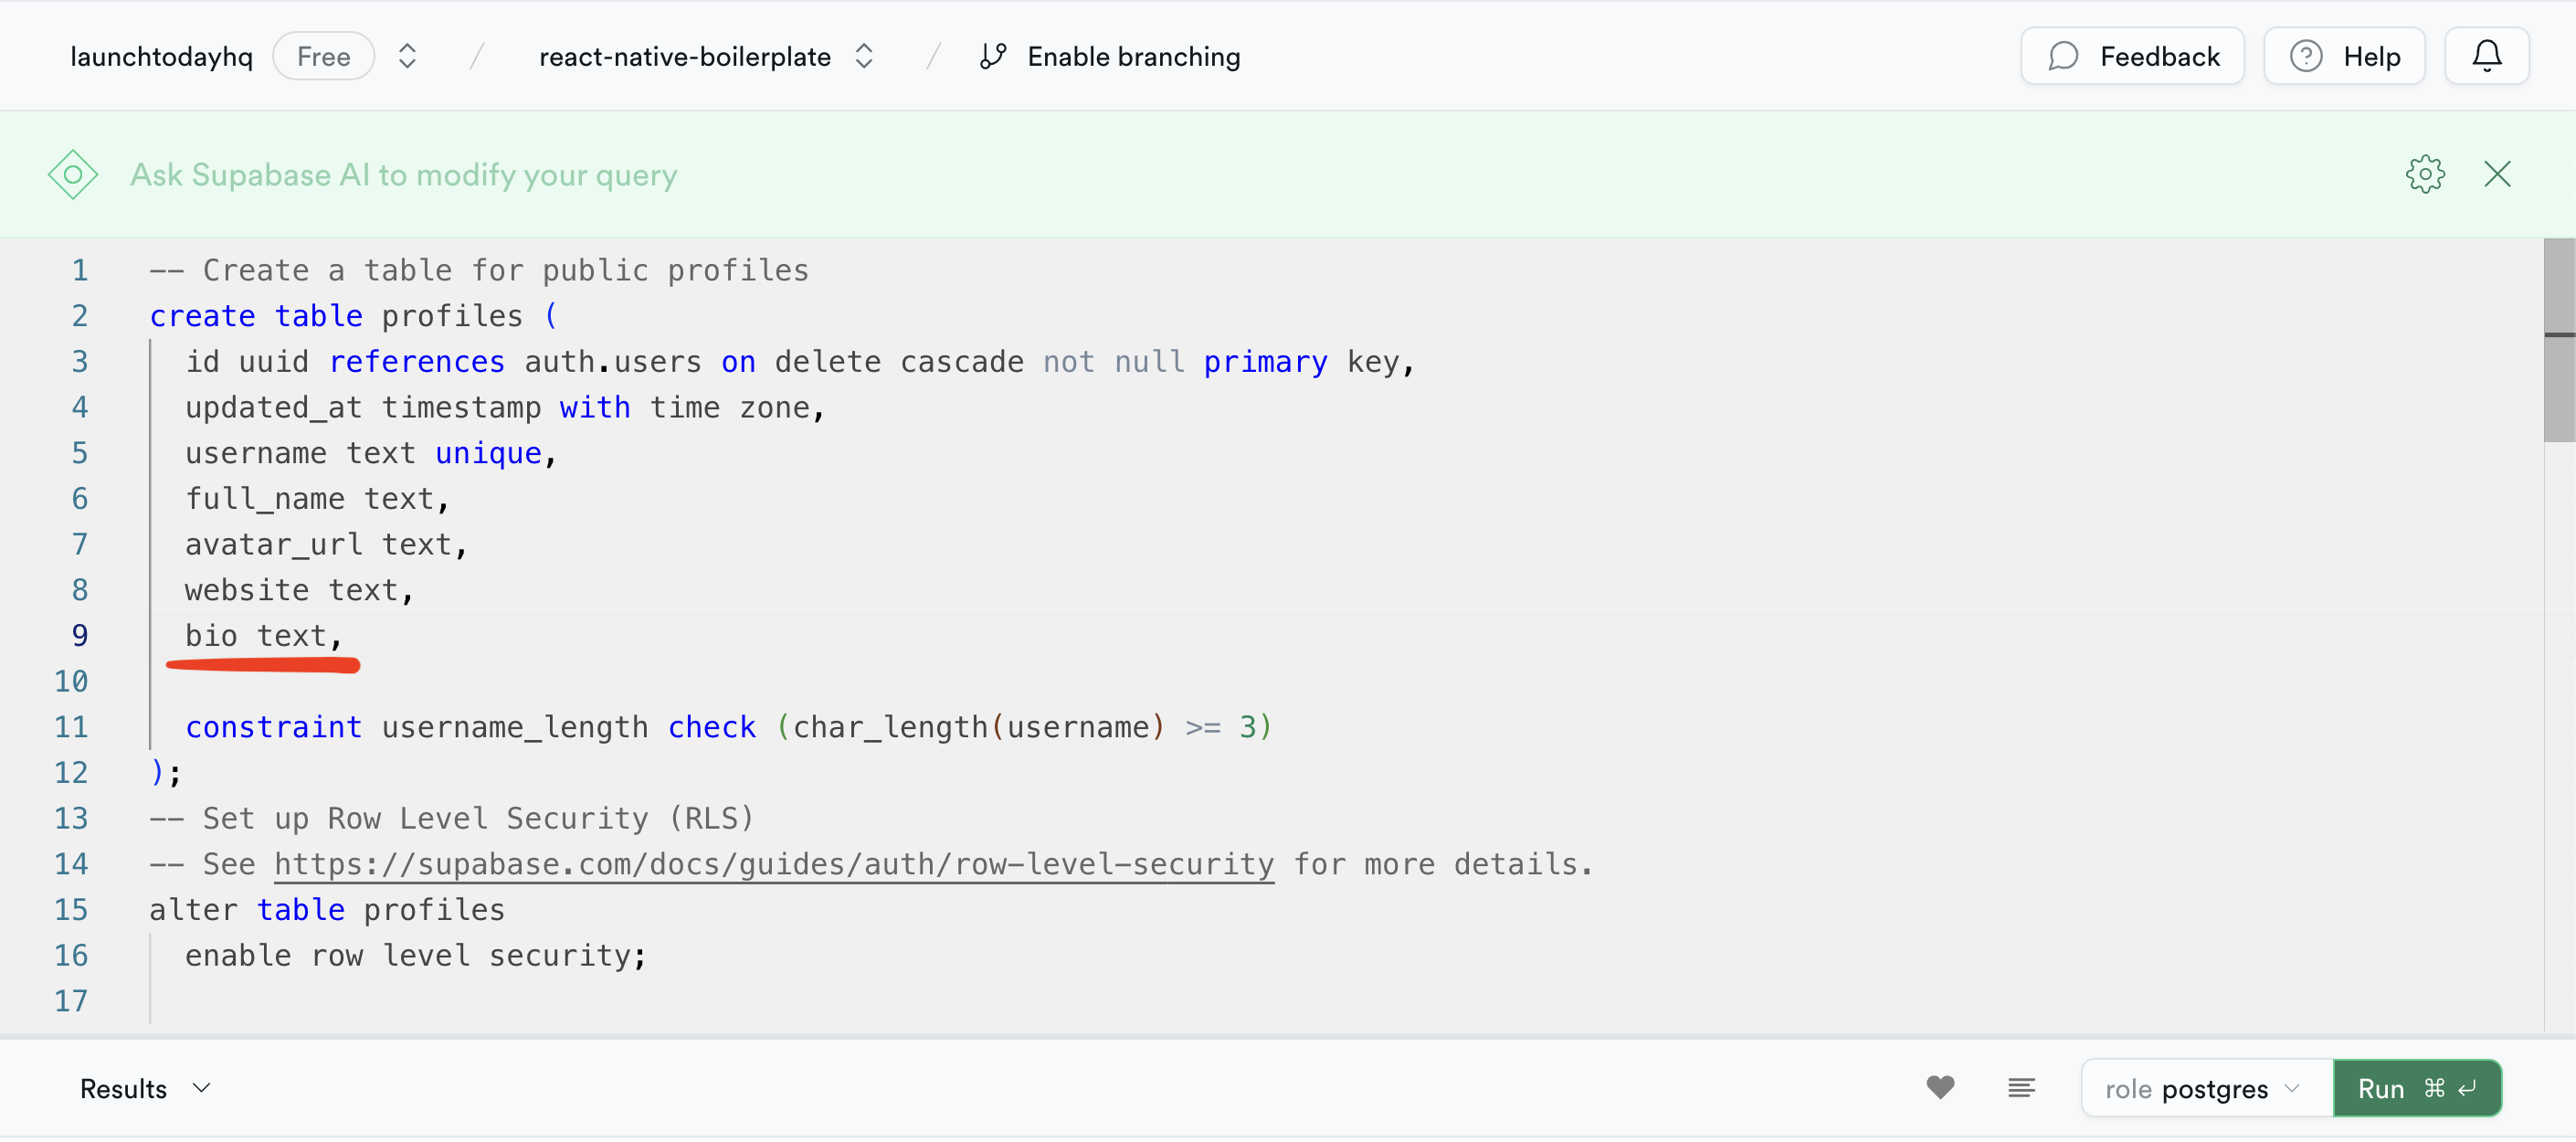 launchtodayhq Free / react-native-boilerplate / Enable branching Feedback Help
Ask Supabase AI to modify your query
1 -- Create a table for public profiles
2 create table profiles (
3 id uuid references auth.users on delete cascade not null primary key,
4 updated_at timestamp with time zone,
5 username text unique,
6 full_name text,
7 avatar_url text,
8 website text,
9 bio text,
10
11 constraint username_length check (char_length(username) >= 3)
12 );
13 -- Set up Row Level Security (RLS)
14 -- See https://supabase.com/docs/guides/auth/row-level-security for more details.
15 alter table profiles
16 enable row level security;
17
Results role postgres Run ⌘ ↵